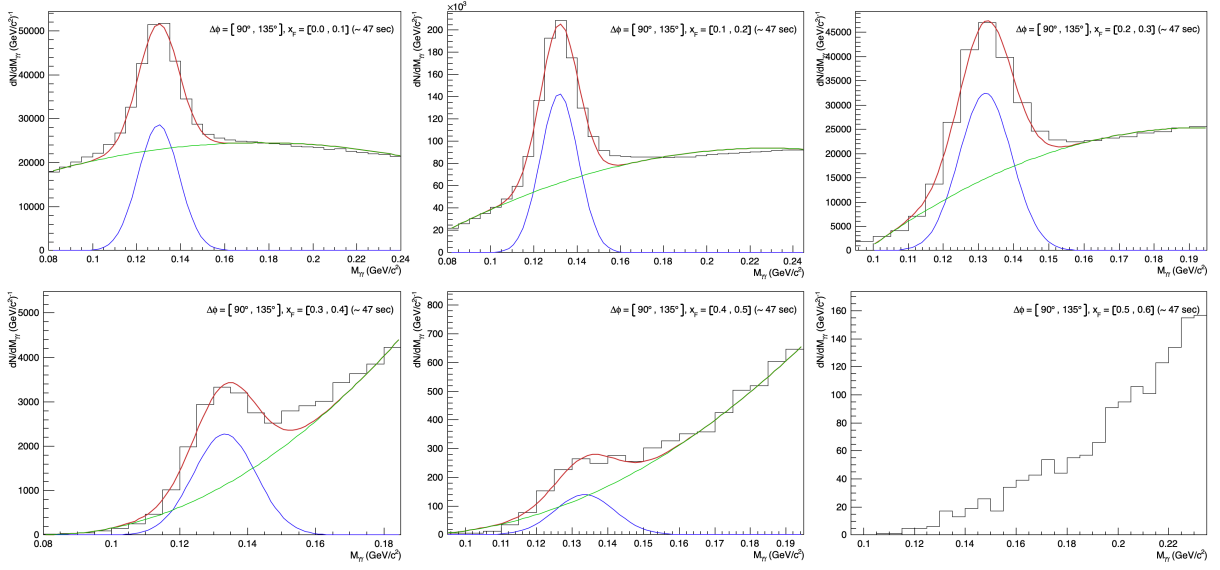 Δφ = [ 90° , 135° ], x_F = [0.0 , 0.1] (~ 47 sec)
dN/dM_γγ (GeV/c²)⁻¹
50000
40000
30000
20000
10000
0
0.08 0.1 0.12 0.14 0.16 0.18 0.2 0.22 0.24
M_γγ (GeV/c²)
×10³
Δφ = [ 90° , 135° ], x_F = [0.1 , 0.2] (~ 47 sec)
dN/dM_γγ (GeV/c²)⁻¹
200
180
160
140
120
100
80
60
40
20
0
0.08 0.1 0.12 0.14 0.16 0.18 0.2 0.22 0.24
M_γγ (GeV/c²)
Δφ = [ 90° , 135° ], x_F = [0.2 , 0.3] (~ 47 sec)
dN/dM_γγ (GeV/c²)⁻¹
45000
40000
35000
30000
25000
20000
15000
10000
5000
0
0.1 0.11 0.12 0.13 0.14 0.15 0.16 0.17 0.18 0.19
M_γγ (GeV/c²)
Δφ = [ 90° , 135° ], x_F = [0.3 , 0.4] (~ 47 sec)
dN/dM_γγ (GeV/c²)⁻¹
5000
4000
3000
2000
1000
0
0.08 0.1 0.12 0.14 0.16 0.18
M_γγ (GeV/c²)
Δφ = [ 90° , 135° ], x_F = [0.4 , 0.5] (~ 47 sec)
dN/dM_γγ (GeV/c²)⁻¹
800
700
600
500
400
300
200
100
0
0.1 0.11 0.12 0.13 0.14 0.15 0.16 0.17 0.18 0.19
M_γγ (GeV/c²)
Δφ = [ 90° , 135° ], x_F = [0.5 , 0.6] (~ 47 sec)
dN/dM_γγ (GeV/c²)⁻¹
160
140
120
100
80
60
40
20
0
0.1 0.12 0.14 0.16 0.18 0.2 0.22
M_γγ (GeV/c²)